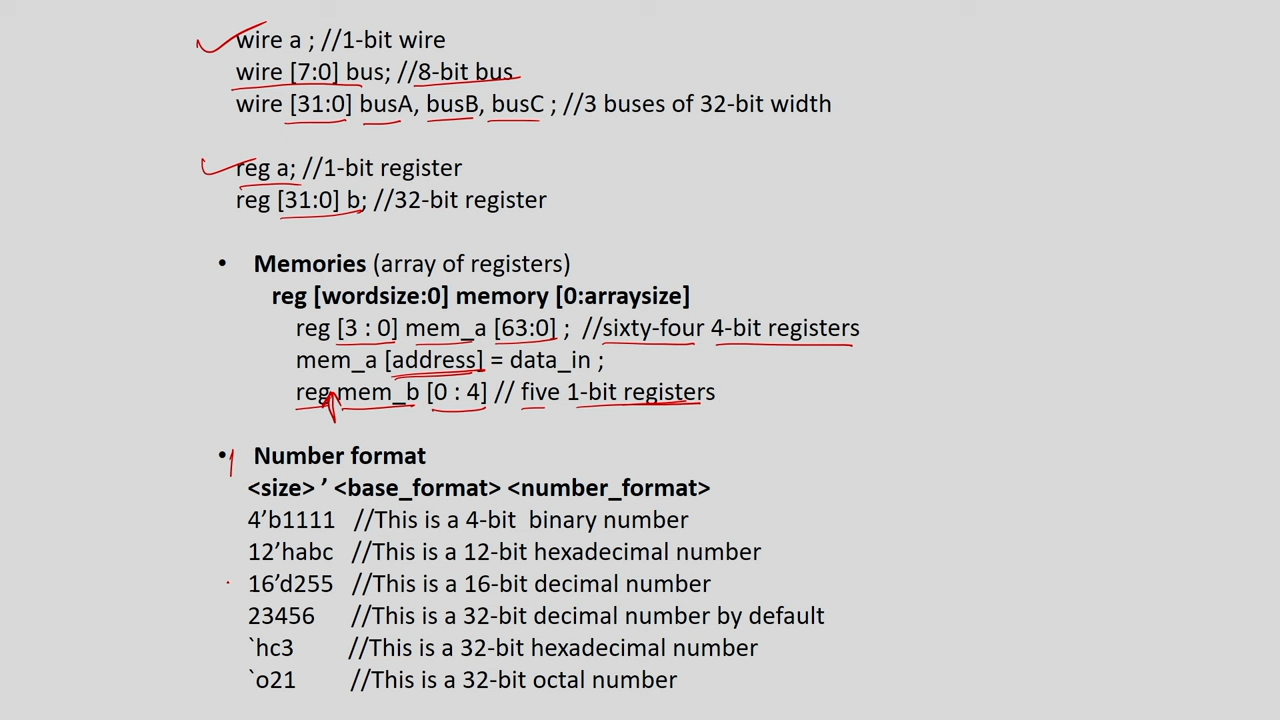 wire a ; //1-bit wire
wire [7:0] bus; //8-bit bus
wire [31:0] busA, busB, busC ; //3 buses of 32-bit width
reg a; //1-bit register
reg [31:0] b; //32-bit register
• Memories (array of registers)
reg [wordsize:0] memory [0:arraysize]
reg [3 : 0] mem_a [63:0] ; //sixty-four 4-bit registers
mem_a [address] = data_in ;
reg mem_b [0 : 4] // five 1-bit registers
• Number format
<size> ’ <base_format> <number_format>
4’b1111 //This is a 4-bit binary number
12’habc //This is a 12-bit hexadecimal number
16’d255 //This is a 16-bit decimal number
23456 //This is a 32-bit decimal number by default
`hc3 //This is a 32-bit hexadecimal number
`o21 //This is a 32-bit octal number